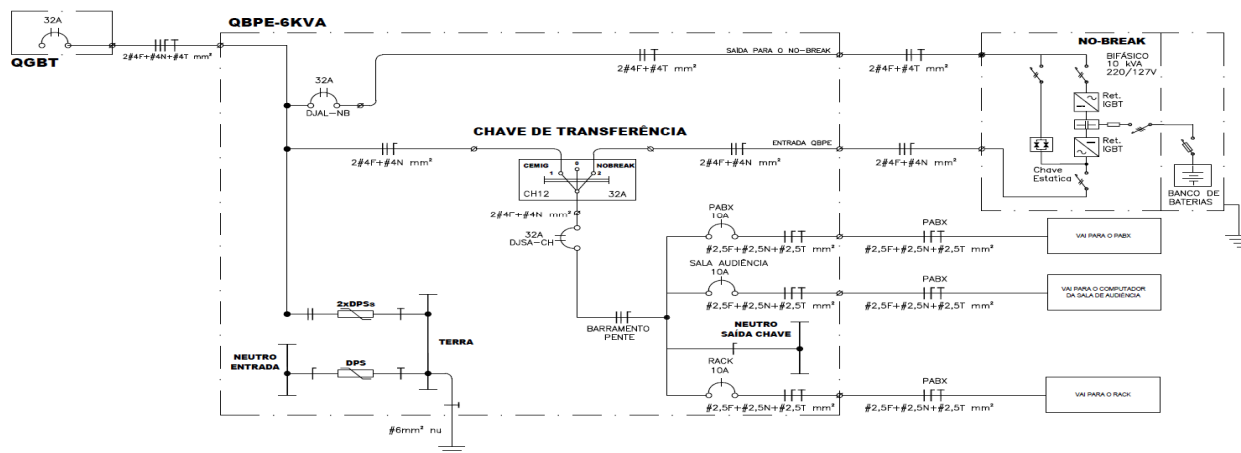 32A
QGBT
2#4F+#4N+#4T mm²
QBPE-6KVA
32A
DJAL-NB
2#4F+#4T mm²
SAÍDA PARA O NO-BREAK
2#4F+#4T mm²
NO-BREAK
BIFÁSICO
10 kVA
220/127V
Ret.
IGBT
Ret.
IGBT
Chave
Estatica
BANCO DE
BATERIAS
CHAVE DE TRANSFERÊNCIA
2#4F+#4N mm²
CEMIG
0
NOBREAK
1
2
CH12
32A
2#4F+#4N mm²
ENTRADA QBPE
2#4F+#4N mm²
2#4F+#4N mm²
32A
DJSA-CH
BARRAMENTO
PENTE
PABX
10A
#2,5F+#2,5N+#2,5T mm²
PABX
#2,5F+#2,5N+#2,5T mm²
VAI PARA O PABX
SALA AUDIÊNCIA
10A
#2,5F+#2,5N+#2,5T mm²
PABX
#2,5F+#2,5N+#2,5T mm²
VAI PARA O COMPUTADOR
DA SALA DE AUDIÊNCIA
NEUTRO
SAÍDA CHAVE
RACK
10A
#2,5F+#2,5N+#2,5T mm²
PABX
#2,5F+#2,5N+#2,5T mm²
VAI PARA O RACK
2xDPSs
TERRA
NEUTRO
ENTRADA
DPS
#6mm² nu